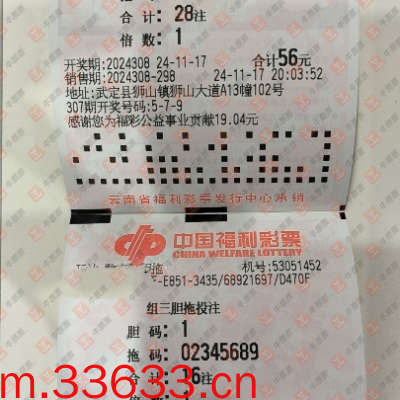 合计: 28注
倍数: 1
开奖期:2024308 24-11-17 合计56元
销售期:2024308-298 24-11-17 20:03:52
地址:武定县狮山镇狮山大道A13幢102号
307期开奖号码:5-7-9
感谢您为福彩公益事业贡献19.04元
云南省福利彩票发行中心承销
中国福利彩票
CHINA WELFARE LOTTERY
机号:53051452
-E851-3435/68921697/D470F
组三胆拖投注
胆码: 1
拖码: 02345689
合计: 16注
m.33633.cn